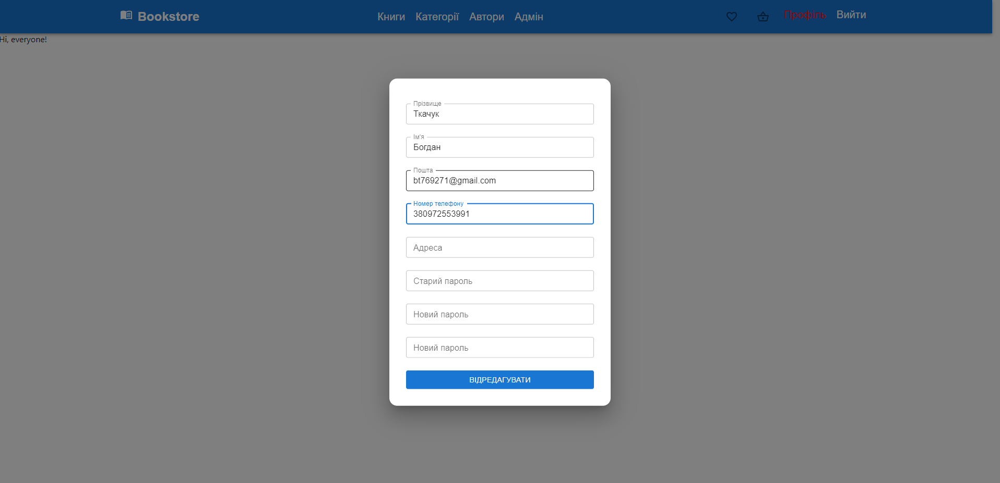 Bookstore
Книги Категорії Автори Адмін
Профіль Вийти
Hi, everyone!
Прізвище
Ткачук
Ім'я
Богдан
Пошта
bt769271@gmail.com
Номер телефону
380972553991
Адреса
Старий пароль
Новий пароль
Новий пароль
ВІДРЕДАГУВАТИ